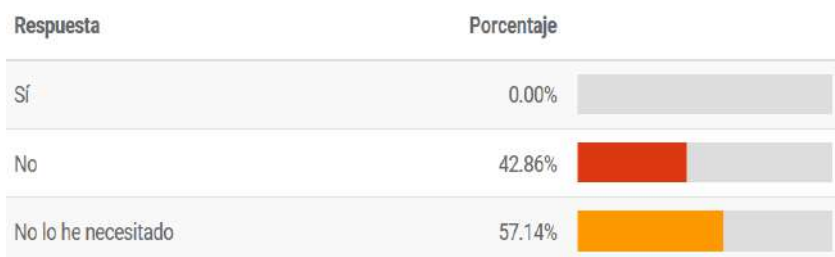 Respuesta Porcentaje
Sí 0.00%
No 42.86%
No lo he necesitado 57.14%